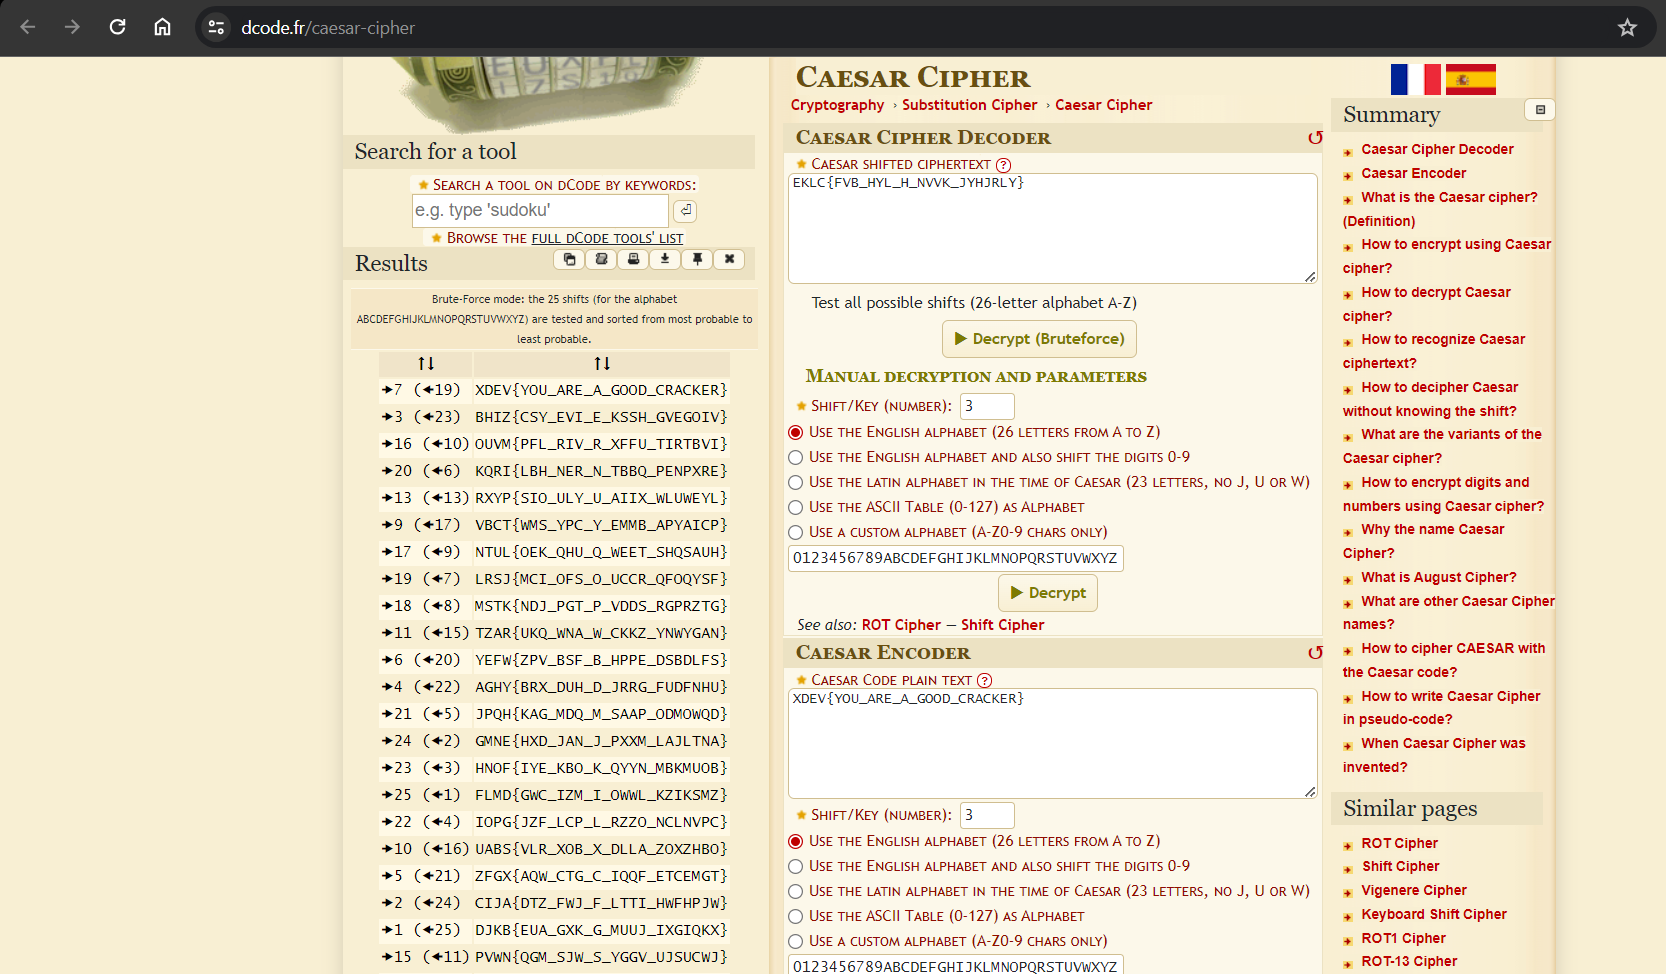 dcode.fr/caesar-cipher
Search for a tool
★ Search a tool on dCode by keywords:
e.g. type 'sudoku'
★ Browse the full dCode tools' list
Results
Brute-Force mode: the 25 shifts (for the alphabet
ABCDEFGHIJKLMNOPQRSTUVWXYZ) are tested and sorted from most probable to
least probable.
↑↓ ↑↓
➔7 (←19) XDEV{YOU_ARE_A_GOOD_CRACKER}
➔3 (←23) BHIZ{CSY_EVI_E_KSSH_GVEGOIV}
➔16 (←10) OUVM{PFL_RIV_R_XFFU_TIRTBVI}
➔20 (←6) KQRI{LBH_NER_N_TBBQ_PENPXRE}
➔13 (←13) RXYP{SIO_ULY_U_AIIX_WLUWEYL}
➔9 (←17) VBCT{WMS_YPC_Y_EMMB_APYAICP}
➔17 (←9) NTUL{OEK_QHU_Q_WEET_SHQSAUH}
➔19 (←7) LRSJ{MCI_OFS_O_UCCR_QFOQYSF}
➔18 (←8) MSTK{NDJ_PGT_P_VDDS_RGPRZTG}
➔11 (←15) TZAR{UKQ_WNA_W_CKKZ_YNWYGAN}
➔6 (←20) YEFW{ZPV_BSF_B_HPPE_DSBDLFS}
➔4 (←22) AGHY{BRX_DUH_D_JRRG_FUDFNHU}
➔21 (←5) JPQH{KAG_MDQ_M_SAAP_ODMOWQD}
➔24 (←2) GMNE{HXD_JAN_J_PXXM_LAJLTNA}
➔23 (←3) HNOF{IYE_KBO_K_QYYN_MBKMUOB}
➔25 (←1) FLMD{GWC_IZM_I_OWWL_KZIKSMZ}
➔22 (←4) IOPG{JZF_LCP_L_RZZO_NCLNVPC}
➔10 (←16) UABS{VLR_XOB_X_DLLA_ZOXZHBO}
➔5 (←21) ZFGX{AQW_CTG_C_IQQF_ETCEMGT}
➔2 (←24) CIJA{DTZ_FWJ_F_LTTI_HWFHPJW}
➔1 (←25) DJKB{EUA_GXK_G_MUUJ_IXGIQKX}
➔15 (←11) PVWN{QGM_SJW_S_YGGV_UJSUCWJ}
Caesar Cipher
Cryptography › Substitution Cipher › Caesar Cipher
Caesar Cipher Decoder
★ Caesar shifted ciphertext ?
EKLC{FVB_HYL_H_NVVK_JYHJRLY}
Test all possible shifts (26-letter alphabet A-Z)
▶ Decrypt (Bruteforce)
Manual decryption and parameters
★ Shift/Key (number): 3
Use the English alphabet (26 letters from A to Z)
Use the English alphabet and also shift the digits 0-9
Use the latin alphabet in the time of Caesar (23 letters, no J, U or W)
Use the ASCII Table (0-127) as Alphabet
Use a custom alphabet (A-Z0-9 chars only)
0123456789ABCDEFGHIJKLMNOPQRSTUVWXYZ
▶ Decrypt
See also: ROT Cipher — Shift Cipher
Caesar Encoder
★ Caesar Code plain text ?
XDEV{YOU_ARE_A_GOOD_CRACKER}
★ Shift/Key (number): 3
Use the English alphabet (26 letters from A to Z)
Use the English alphabet and also shift the digits 0-9
Use the latin alphabet in the time of Caesar (23 letters, no J, U or W)
Use the ASCII Table (0-127) as Alphabet
Use a custom alphabet (A-Z0-9 chars only)
0123456789ABCDEFGHIJKLMNOPQRSTUVWXYZ
Summary
Caesar Cipher Decoder
Caesar Encoder
What is the Caesar cipher?
(Definition)
How to encrypt using Caesar
cipher?
How to decrypt Caesar
cipher?
How to recognize Caesar
ciphertext?
How to decipher Caesar
without knowing the shift?
What are the variants of the
Caesar cipher?
How to encrypt digits and
numbers using Caesar cipher?
Why the name Caesar
Cipher?
What is August Cipher?
What are other Caesar Cipher
names?
How to cipher CAESAR with
the Caesar code?
How to write Caesar Cipher
in pseudo-code?
When Caesar Cipher was
invented?
Similar pages
ROT Cipher
Shift Cipher
Vigenere Cipher
Keyboard Shift Cipher
ROT1 Cipher
ROT-13 Cipher